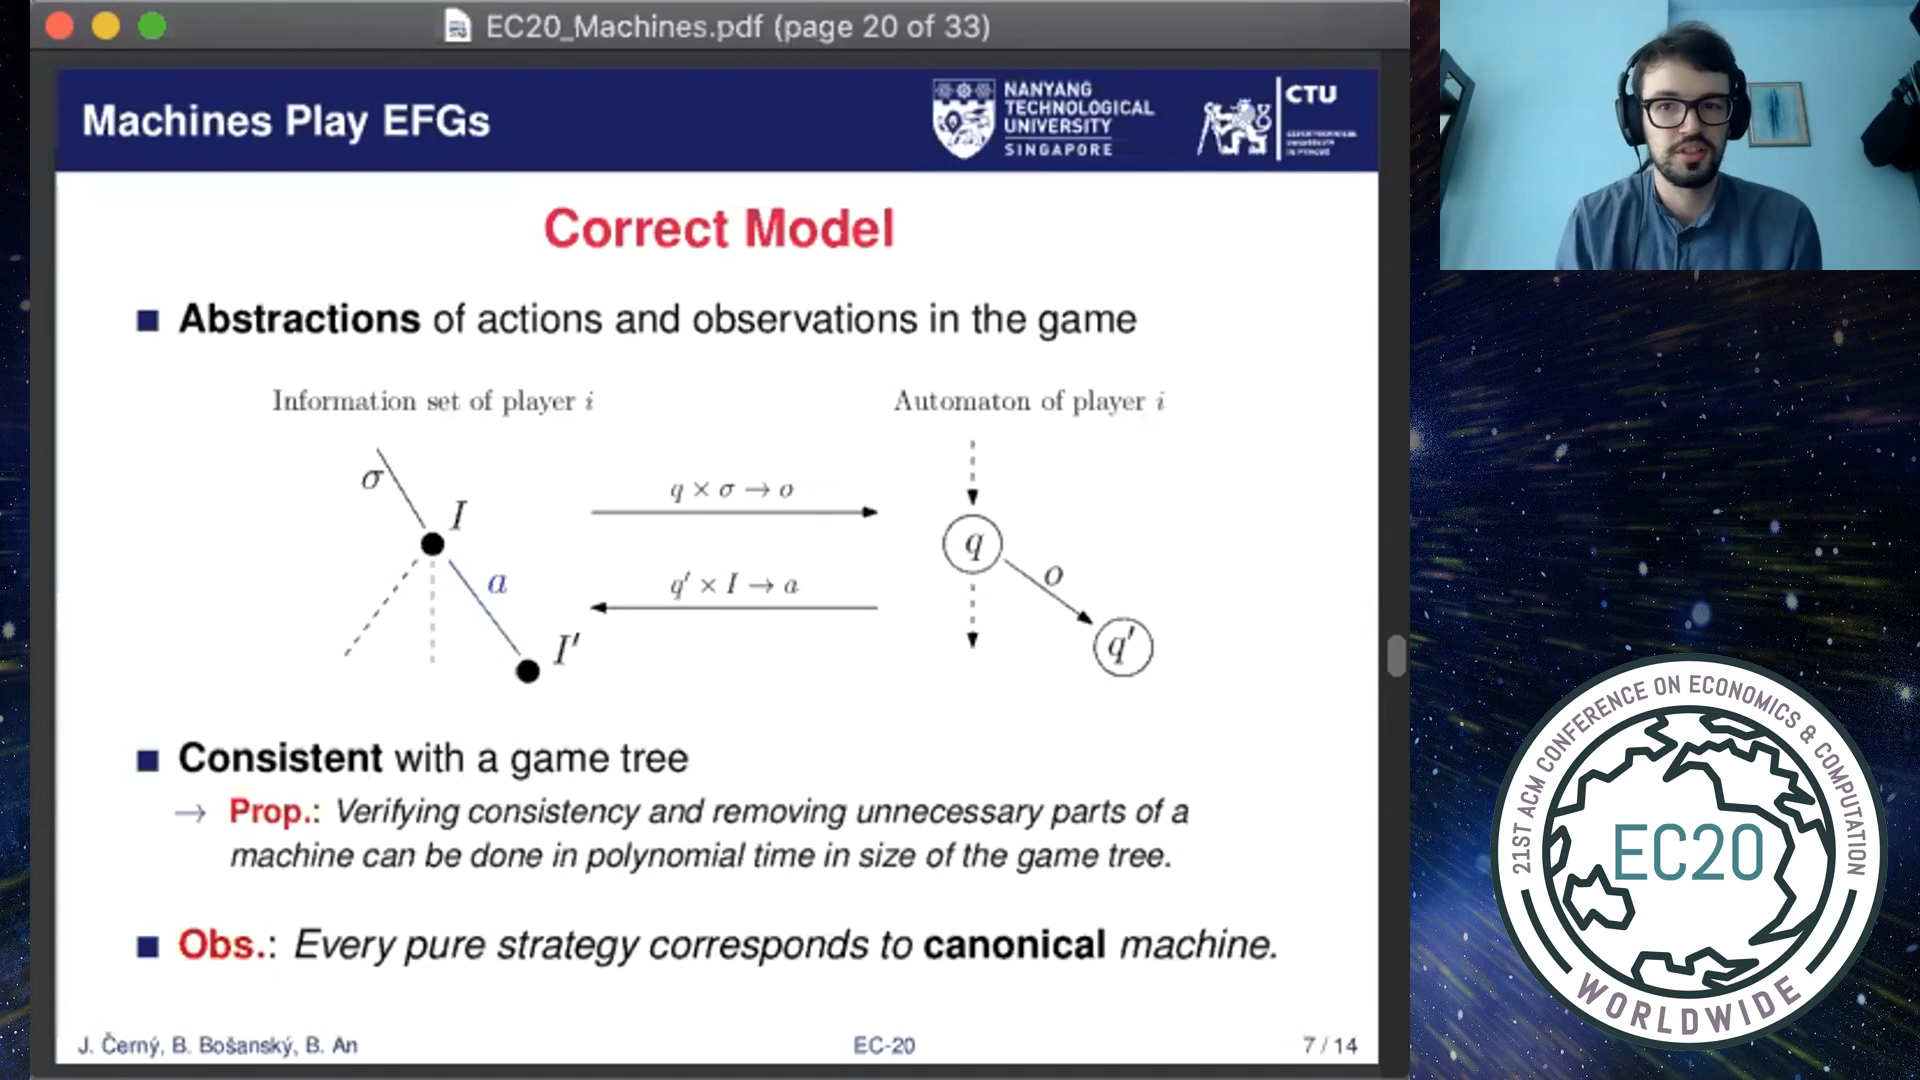 EC20_Machines.pdf (page 20 of 33)
Machines Play EFGs
NANYANG
TECHNOLOGICAL
UNIVERSITY
SINGAPORE
CTU
Correct Model
Abstractions of actions and observations in the game
Information set of player i
Automaton of player i
σ
I
q × σ → o
q
a
q′ × I → a
o
I′
q′
Consistent with a game tree
→ Prop.: Verifying consistency and removing unnecessary parts of a
machine can be done in polynomial time in size of the game tree.
Obs.: Every pure strategy corresponds to canonical machine.
J. Černý, B. Bošanský, B. An
EC-20
7 / 14
21ST ACM CONFERENCE ON ECONOMICS & COMPUTATION
EC20
WORLDWIDE